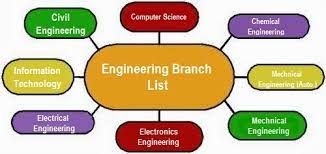 Civil
Engineering
Computer Science
Chemical
Engineering
Information
Technology
Engineering Branch
List
Mechnical
Engineering (Auto )
Electrical
Engineering
Electronics
Engineering
Mechnical
Engineering